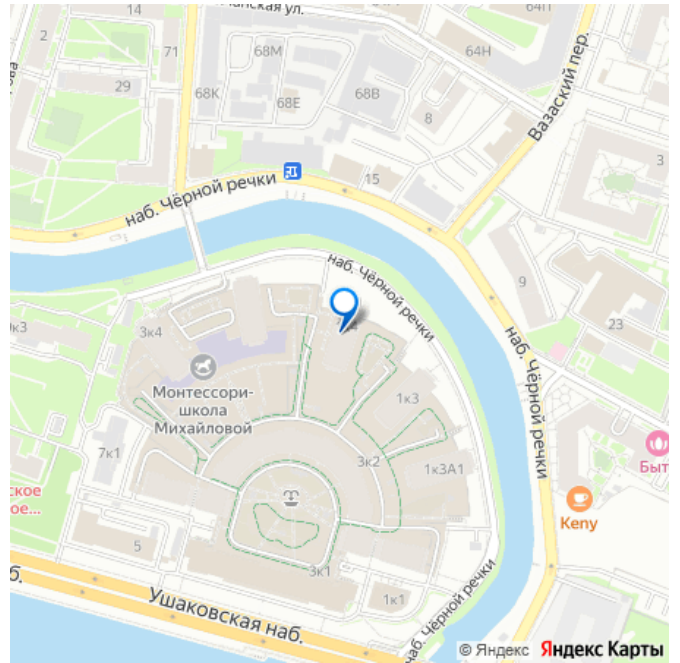 14
2
71
29
68К
68М
68Е
68В
64Н
64П
8
Вазаский пер.
3
15
наб. Чёрной речки
наб. Чёрной речки
наб. Чёрной речки
9
23
3к4
Монтессори-
школа
Михайловой
1к3
7к1
3к2
1к3А1
Keny
5
3к1
1к1
Ушаковская наб.
наб. Чёрной речки
© Яндекс Яндекс Карты